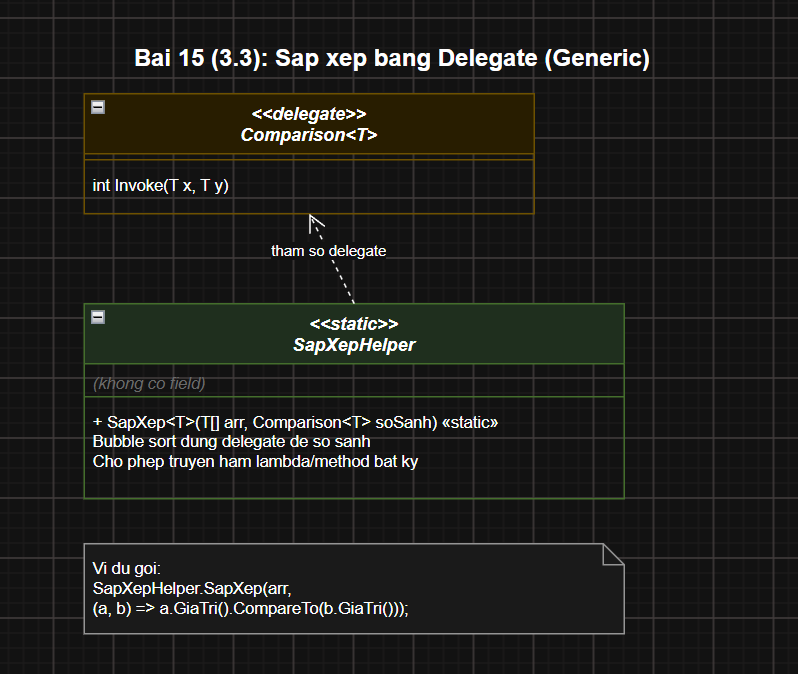 Bai 15 (3.3): Sap xep bang Delegate (Generic)
<<delegate>>
Comparison<T>
int Invoke(T x, T y)
tham so delegate
<<static>>
SapXepHelper
(khong co field)
+ SapXep<T>(T[] arr, Comparison<T> soSanh) «static»
Bubble sort dung delegate de so sanh
Cho phep truyen ham lambda/method bat ky
Vi du goi:
SapXepHelper.SapXep(arr,
(a, b) => a.GiaTri().CompareTo(b.GiaTri()));